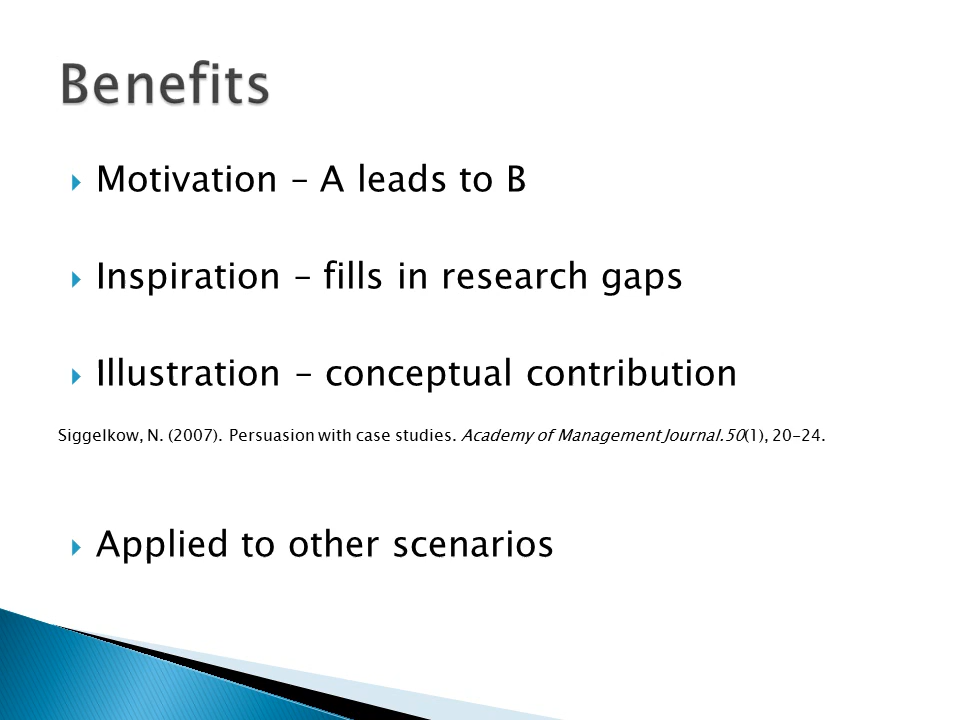 Benefits
Motivation – A leads to B
Inspiration – fills in research gaps
Illustration – conceptual contribution
Siggelkow, N. (2007). Persuasion with case studies. Academy of Management Journal.50(1), 20-24.
Applied to other scenarios